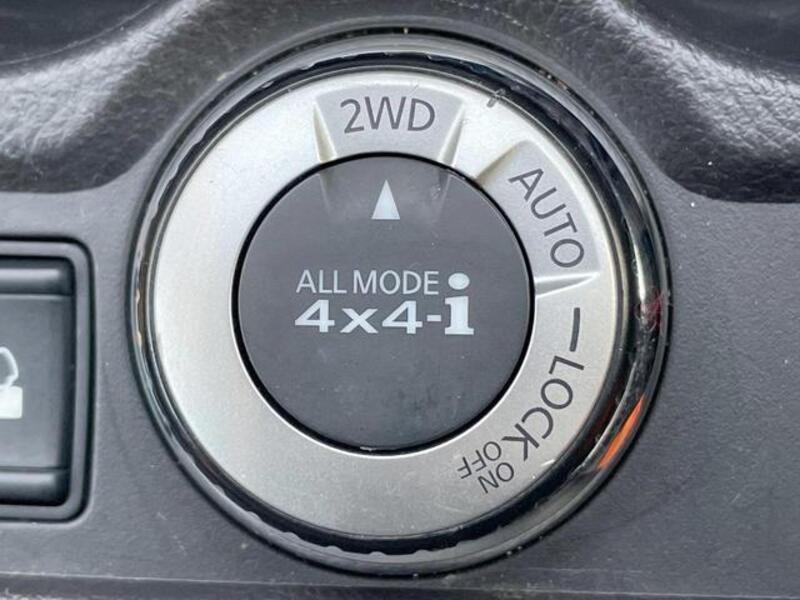 2WD
AUTO
LOCK
ON
OFF
ALL MODE
4x4-i